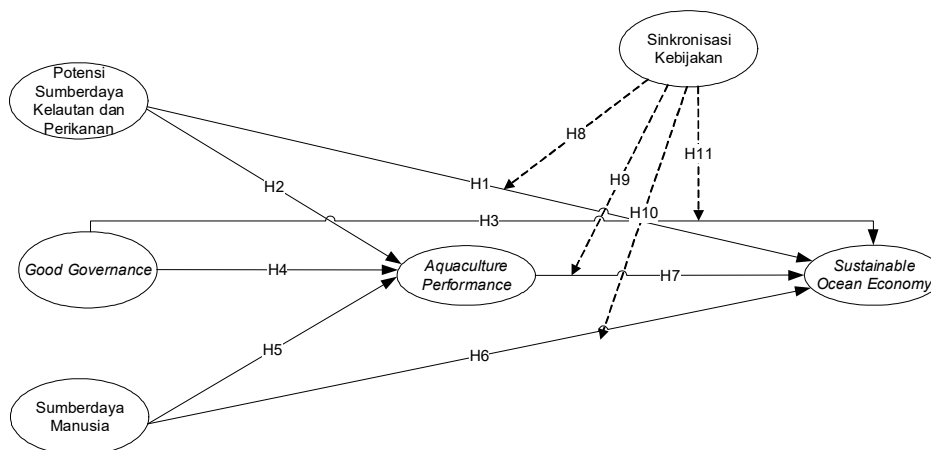 Sinkronisasi
Kebijakan
Potensi
Sumberdaya
Kelautan dan
Perikanan
H8
H11
H9
H1
H2
H10
H3
Good Governance
H4
Aquaculture
Performance
H7
Sustainable
Ocean Economy
H5
H6
Sumberdaya
Manusia